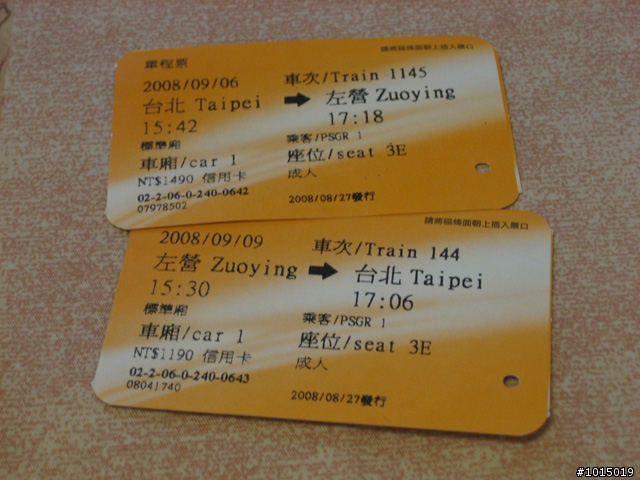 單程票
請將磁條面朝上插入票口
2008/09/06 車次/Train 1145
台北 Taipei → 左營 Zuoying
15:42 17:18
標準廂 乘客/PSGR 1
車廂/car 1 座位/seat 3E
NT$1490 信用卡 成人
02-2-06-0-240-0642
07978502 2008/08/27發行
請將磁條面朝上插入票口
2008/09/09 車次/Train 144
左營 Zuoying → 台北 Taipei
15:30 17:06
標準廂 乘客/PSGR 1
車廂/car 1 座位/seat 3E
NT$1190 信用卡 成人
02-2-06-0-240-0643
08041740 2008/08/27發行
#1015019